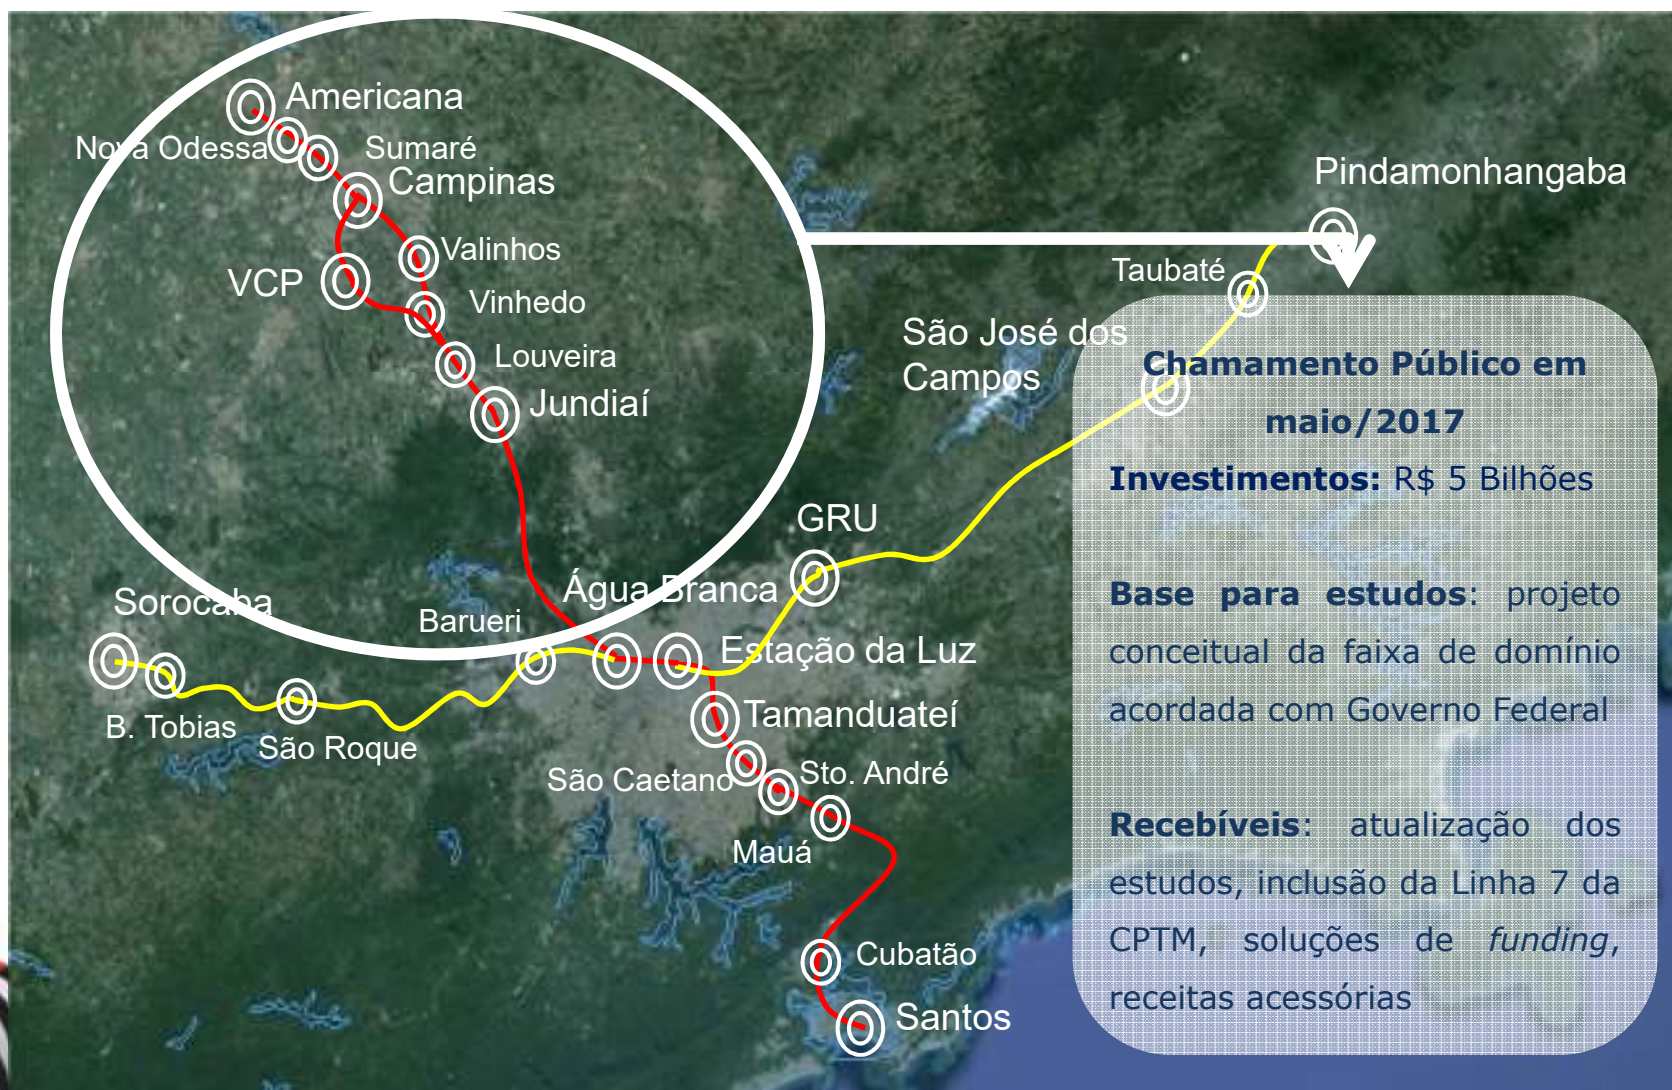 Americana
Nova Odessa
Sumaré
Campinas
Valinhos
VCP
Vinhedo
Louveira
Jundiaí
Pindamonhangaba
Taubaté
São José dos
Campos
GRU
Água Branca
Sorocaba
Barueri
Estação da Luz
B. Tobias
São Roque
Tamanduateí
São Caetano
Sto. André
Mauá
Cubatão
Santos
Chamamento Público em
maio/2017
Investimentos: R$ 5 Bilhões
Base para estudos: projeto
conceitual da faixa de domínio
acordada com Governo Federal
Recebíveis: atualização dos
estudos, inclusão da Linha 7 da
CPTM, soluções de funding,
receitas acessórias